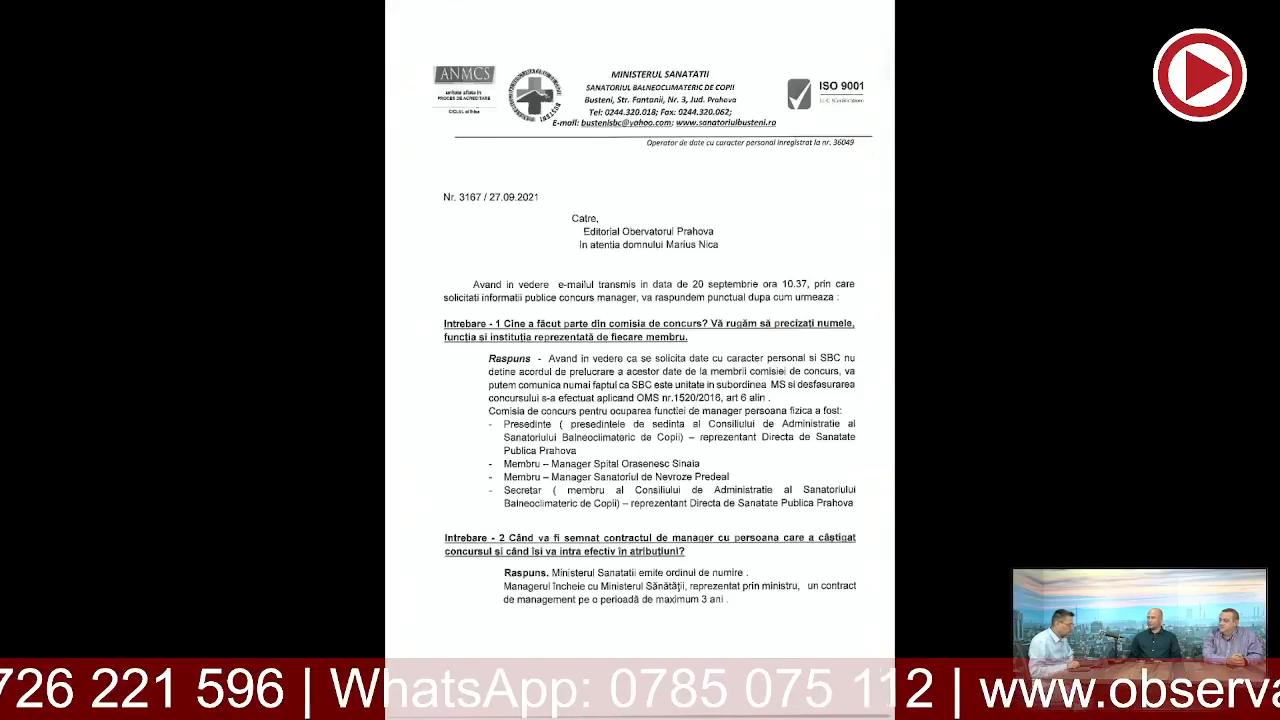 ANMCS
unitate aflata in
PROCES DE ACREDITARE
MINISTERUL SANATATII
SANATORIUL BALNEOCLIMATERIC DE COPII
Busteni, Str. Fantanii, Nr. 3, Jud. Prahova
Tel: 0244.320.018; Fax: 0244.320.062;
E-mail: bustenisbc@yahoo.com; www.sanatoriulbusteni.ro
ISO 9001
Operator de date cu caracter personal inregistrat la nr. 36049
Nr. 3167 / 27.09.2021
Catre,
Editorial Obervatorul Prahova
In atentia domnului Marius Nica
Avand in vedere e-mailul transmis in data de 20 septembrie ora 10.37, prin care
solicitati informatii publice concurs manager, va raspundem punctual dupa cum urmeaza :
Intrebare - 1 Cine a făcut parte din comisia de concurs? Vă rugăm să precizați numele,
funcția si instituția reprezentată de fiecare membru.
Raspuns - Avand in vedere ca se solicita date cu caracter personal si SBC nu
detine acordul de prelucrare a acestor date de la membrii comisiei de concurs, va
putem comunica numai faptul ca SBC este unitate in subordinea MS si desfasurarea
concursului s-a efectuat aplicand OMS nr.1520/2016, art 6 alin .
Comisia de concurs pentru ocuparea functiei de manager persoana fizica a fost:
- Presedinte ( presedintele de sedinta al Consiliului de Administratie al
Sanatoriului Balneoclimateric de Copii) – reprezentant Directa de Sanatate
Publica Prahova
- Membru – Manager Spital Orasenesc Sinaia
- Membru – Manager Sanatoriul de Nevroze Predeal
- Secretar ( membru al Consiliului de Administratie al Sanatoriului
Balneoclimateric de Copii) – reprezentant Directa de Sanatate Publica Prahova
Intrebare - 2 Când va fi semnat contractul de manager cu persoana care a câștigat
concursul si când îsi va intra efectiv în atribuțiuni?
Raspuns. Ministerul Sanatatii emite ordinul de numire .
Managerul încheie cu Ministerul Sănătății, reprezentat prin ministru, un contract
de management pe o perioadă de maximum 3 ani .
726 221 596 | WhatsApp: 0785 075 112 | www.observa